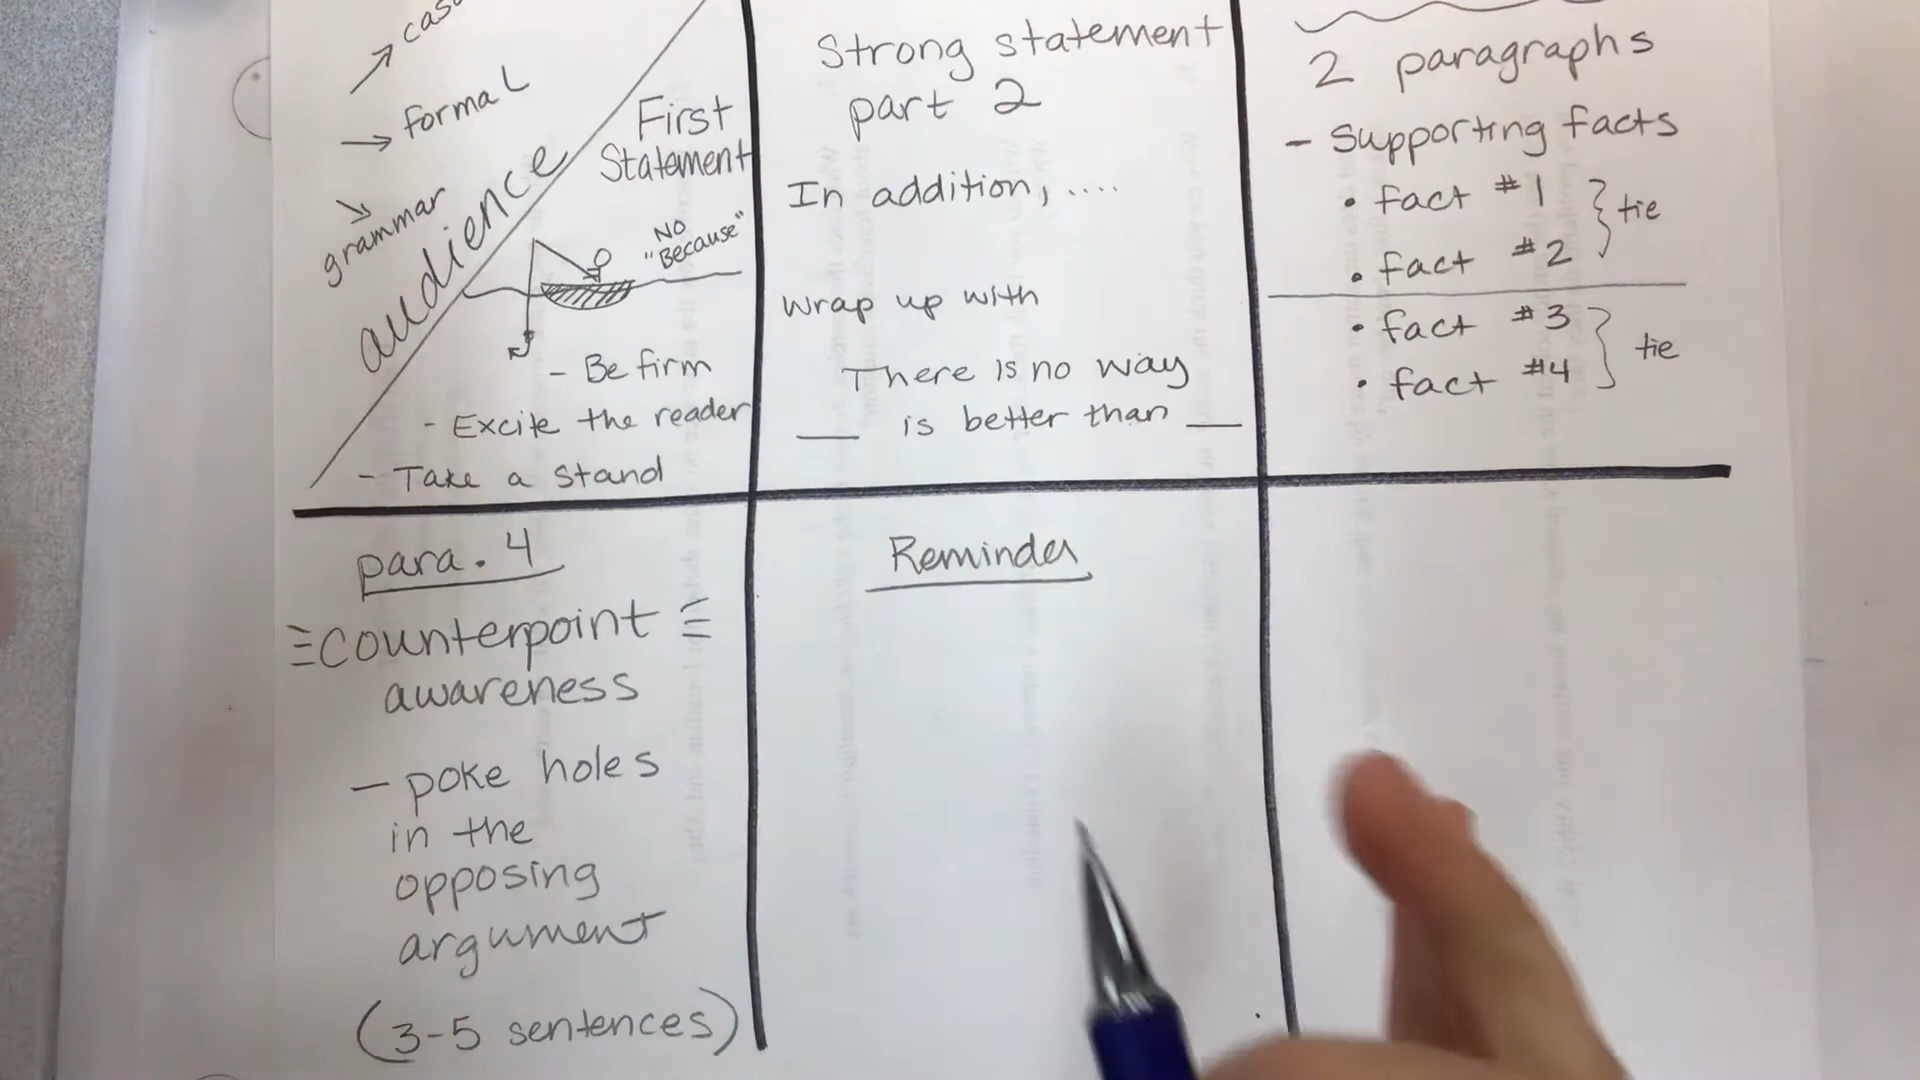 formal
grammar
audience
First
Statement
NO
"Because"
- Be firm
- Excite the reader
- Take a stand
Strong statement
part 2
In addition, ....
Wrap up with
There is no way
__ is better than __
2 paragraphs
- Supporting facts
• fact #1
tie
• fact #2
• fact #3
tie
• fact #4
para. 4
counterpoint
awareness
- poke holes
in the
opposing
argument
(3-5 sentences)
Reminder